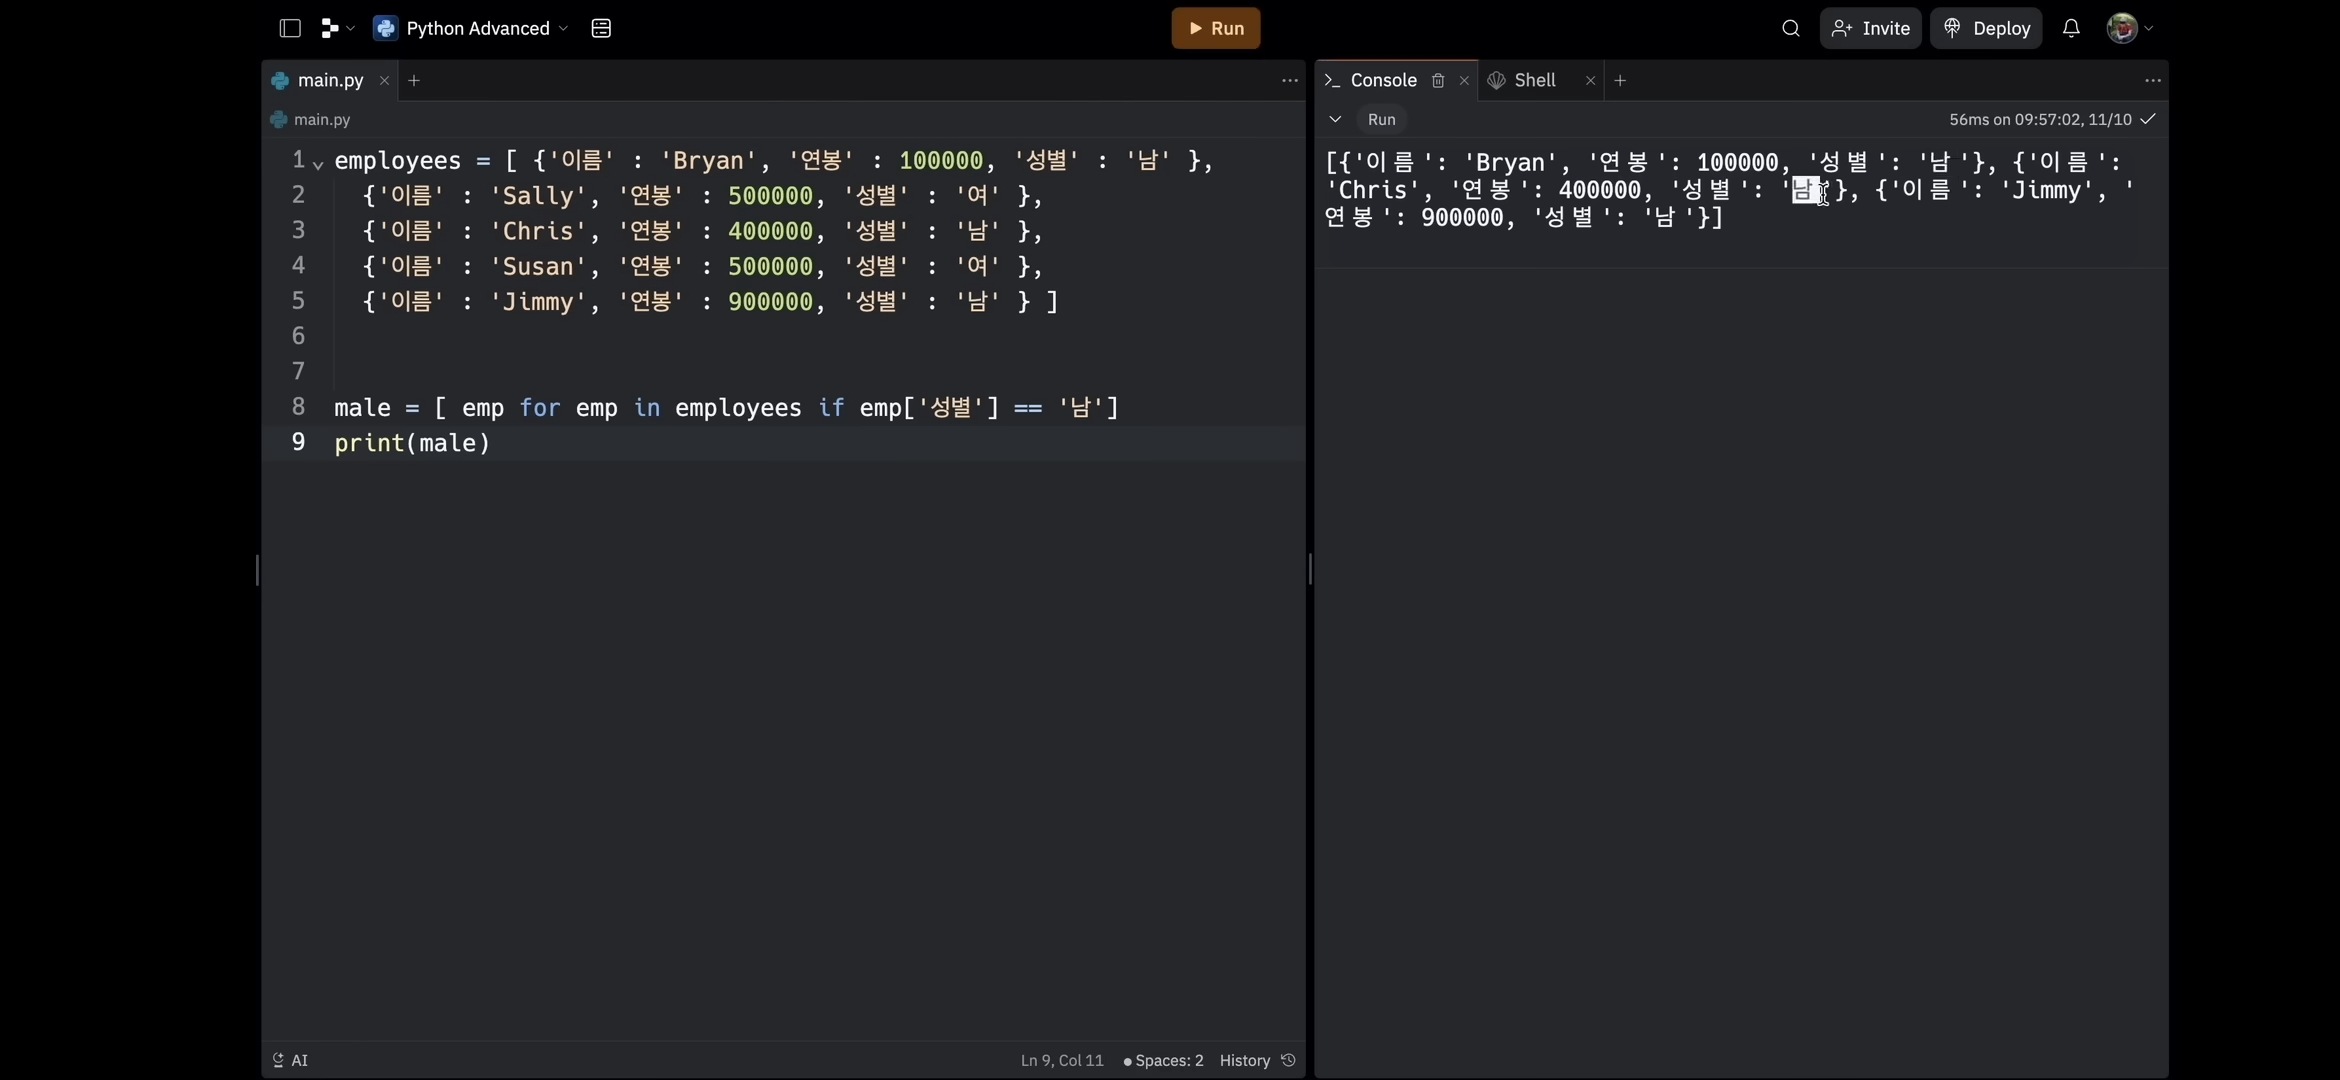 Python Advanced
Run
Invite
Deploy
main.py
Console
Shell
main.py
Run
56ms on 09:57:02, 11/10
1 employees = [ {'이름' : 'Bryan', '연봉' : 100000, '성별' : '남' },
2 {'이름' : 'Sally', '연봉' : 500000, '성별' : '여' },
3 {'이름' : 'Chris', '연봉' : 400000, '성별' : '남' },
4 {'이름' : 'Susan', '연봉' : 500000, '성별' : '여' },
5 {'이름' : 'Jimmy', '연봉' : 900000, '성별' : '남' } ]
6
7
8 male = [ emp for emp in employees if emp['성별'] == '남']
9 print(male)
[{'이름': 'Bryan', '연봉': 100000, '성별': '남'}, {'이름':
'Chris', '연봉': 400000, '성별': '남'}, {'이름': 'Jimmy', '
연봉': 900000, '성별': '남'}]
AI
Ln 9, Col 11
Spaces: 2
History